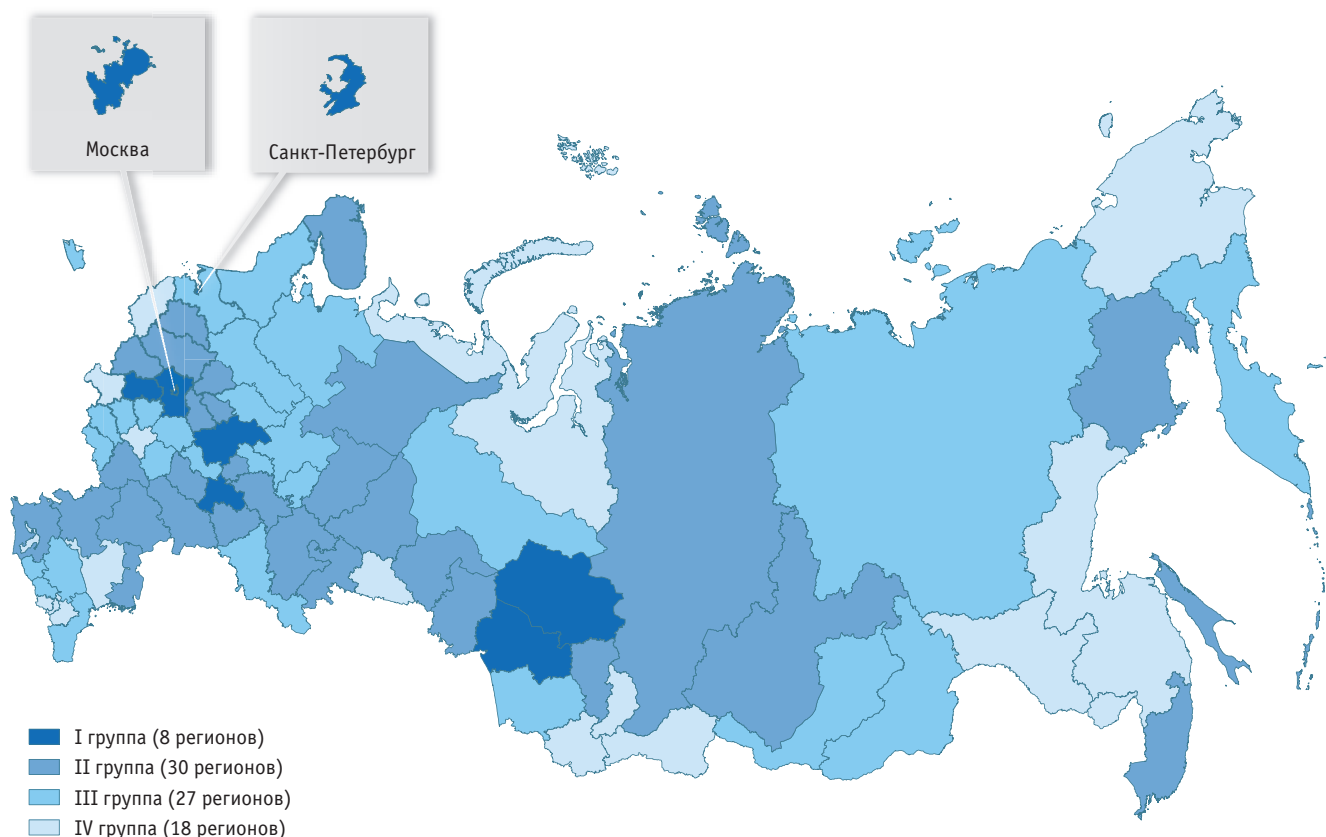 Москва
Санкт-Петербург
I группа (8 регионов)
II группа (30 регионов)
III группа (27 регионов)
IV группа (18 регионов)